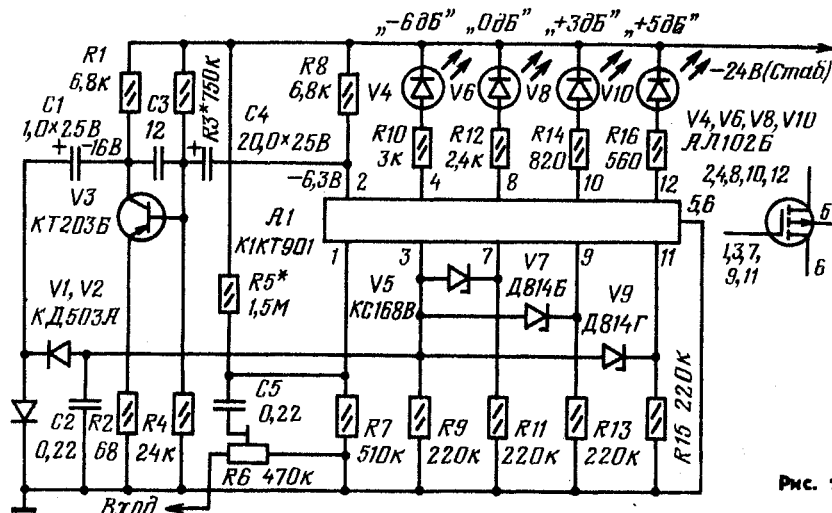 „-6дБ" „0дБ" „+3дБ" „+5дБ"
R1
6,8к
C3
12
R3* 750к
R8
6,8к
V4
V6
V8
V10
-24В(Стаб)
C1
1,0×25В
-16В
C4
20,0×25В
R10
3к
R12
2,4к
R14
820
R16
560
V4, V6, V8, V10
АЛ102Б
V3
КТ203Б
-6,3В
2
4
8
10
12
5,6
2,4,8,10,12
5
6
1,3,7,
9,11
А1
К1КТ901
1
3
7
9
11
V1, V2
КД503А
R5*
1,5М
V5
КС168В
V7
Д814Б
V9
Д814Г
C2
0,22
R2
68
R4
24к
C5
0,22
R6 470к
R7
510к
R9
220к
R11
220к
R13
220к
R15 220к
Вход
Рис.